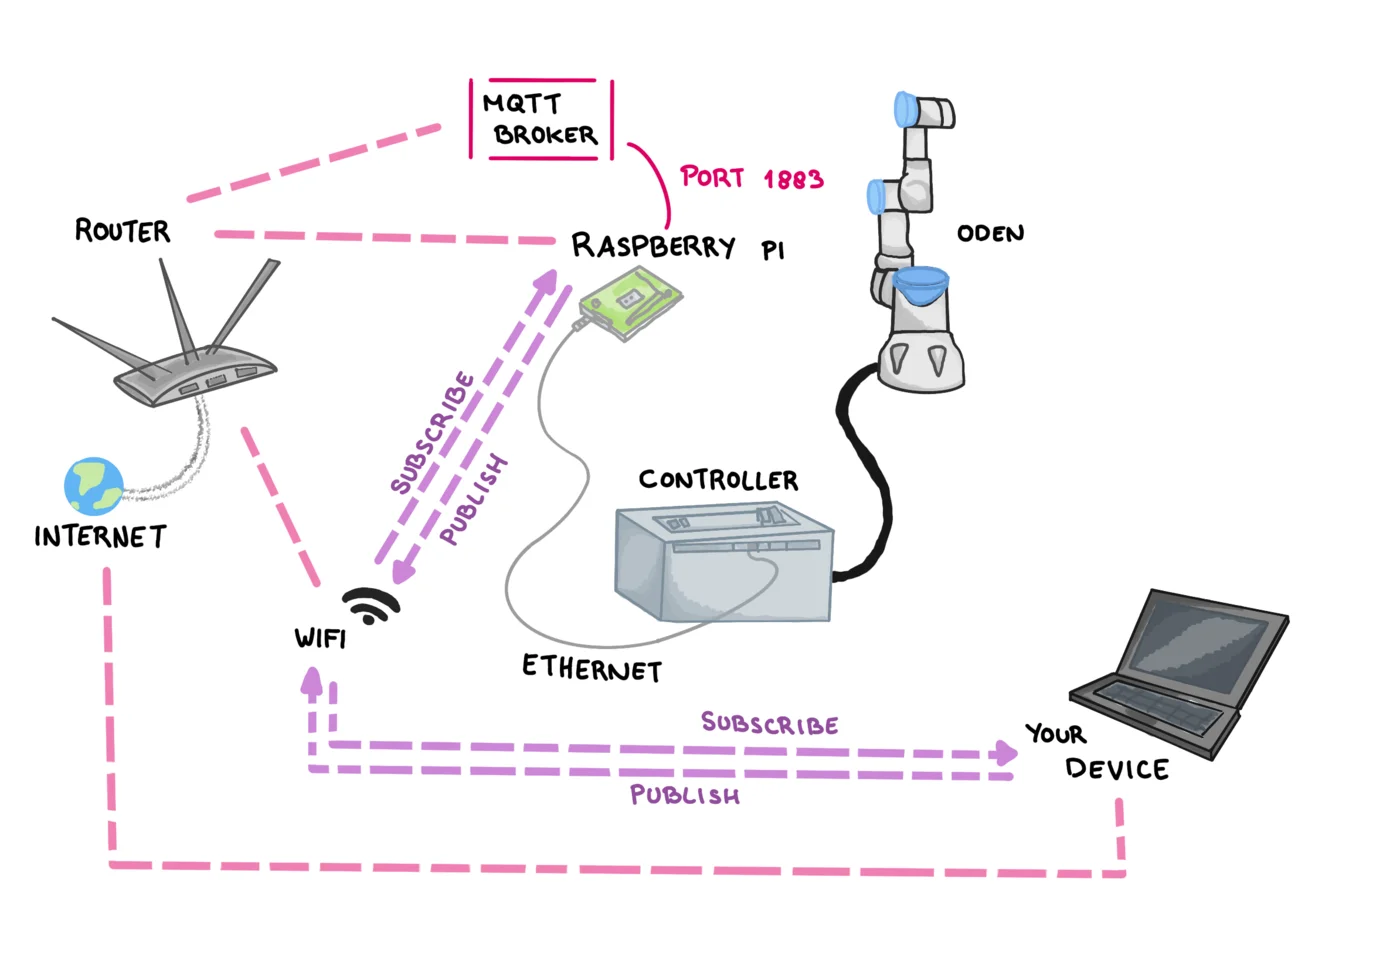 MQTT
BROKER
PORT 1883
ROUTER
RASPBERRY PI
ODEN
SUBSCRIBE
PUBLISH
CONTROLLER
INTERNET
WIFI
ETHERNET
SUBSCRIBE
YOUR
DEVICE
PUBLISH